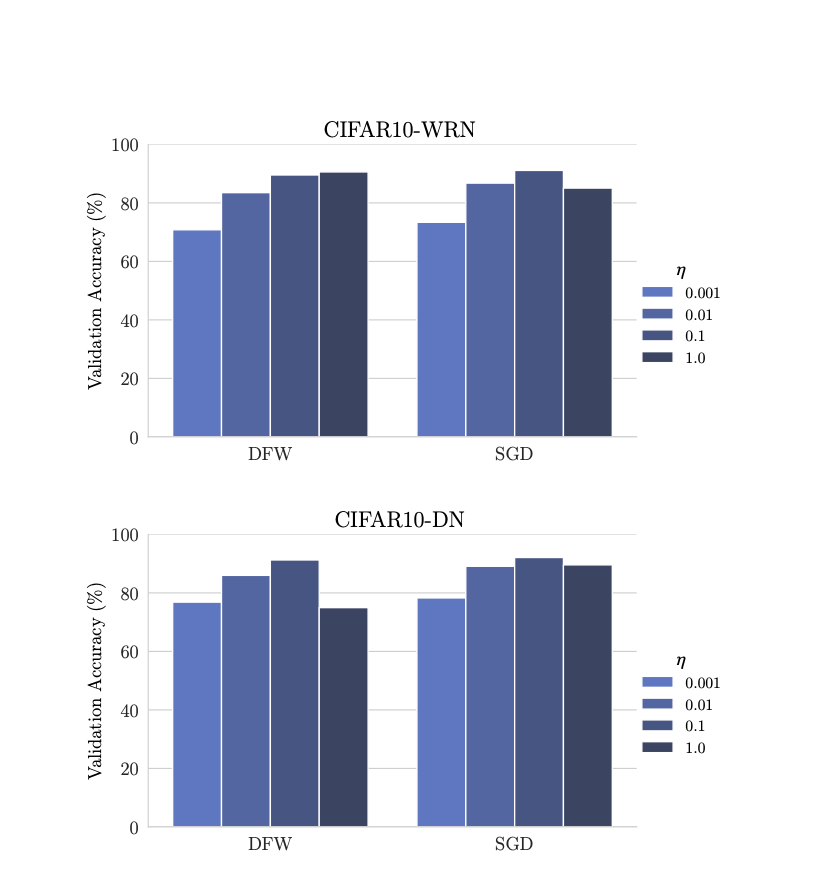 CIFAR10-WRN
100
80
60
40
20
0
Validation Accuracy (%)
DFW SGD
η
0.001
0.01
0.1
1.0
CIFAR10-DN
100
80
60
40
20
0
Validation Accuracy (%)
DFW SGD
η
0.001
0.01
0.1
1.0